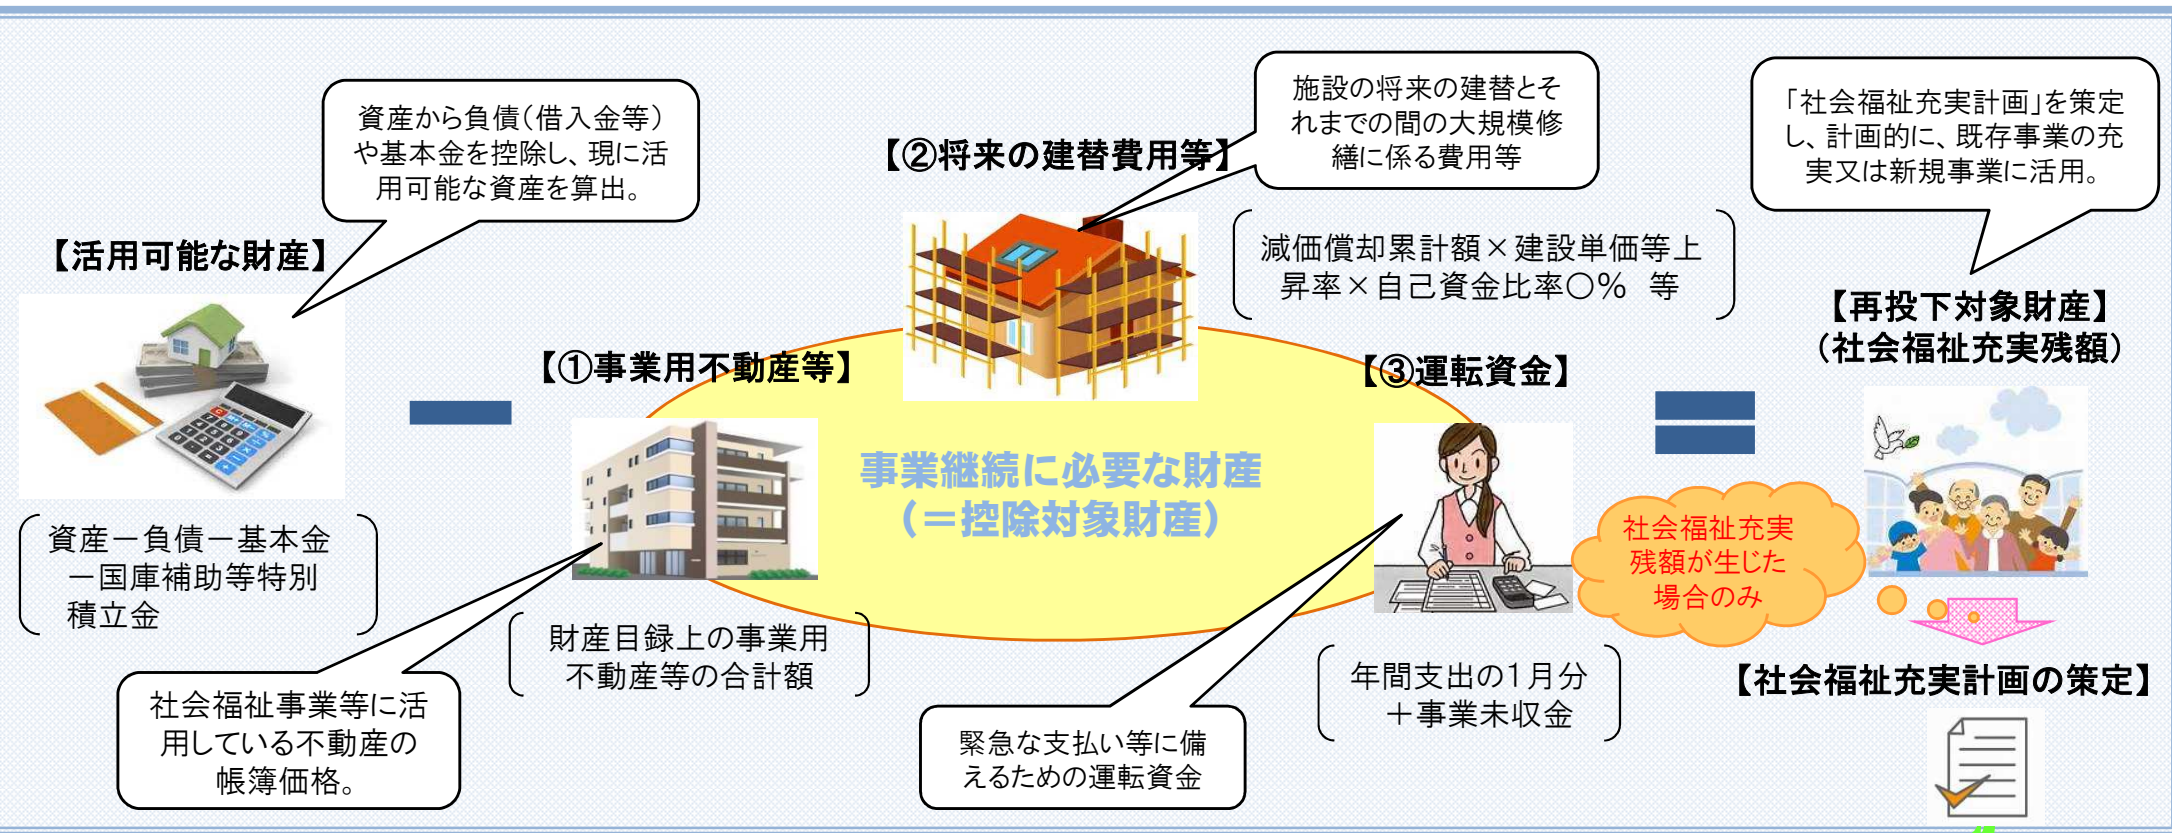 資産から負債（借入金等）
や基本金を控除し、現に活
用可能な資産を算出。
【活用可能な財産】
資産－負債－基本金
－国庫補助等特別
積立金
社会福祉事業等に活
用している不動産の
帳簿価格。
【①事業用不動産等】
財産目録上の事業用
不動産等の合計額
【②将来の建替費用等】
施設の将来の建替とそ
れまでの間の大規模修
繕に係る費用等
減価償却累計額×建設単価等上
昇率×自己資金比率○％　等
事業継続に必要な財産
（＝控除対象財産）
【③運転資金】
年間支出の１月分
＋事業未収金
緊急な支払い等に備
えるための運転資金
「社会福祉充実計画」を策定
し、計画的に、既存事業の充
実又は新規事業に活用。
【再投下対象財産】
（社会福祉充実残額）
社会福祉充実
残額が生じた
場合のみ
【社会福祉充実計画の策定】